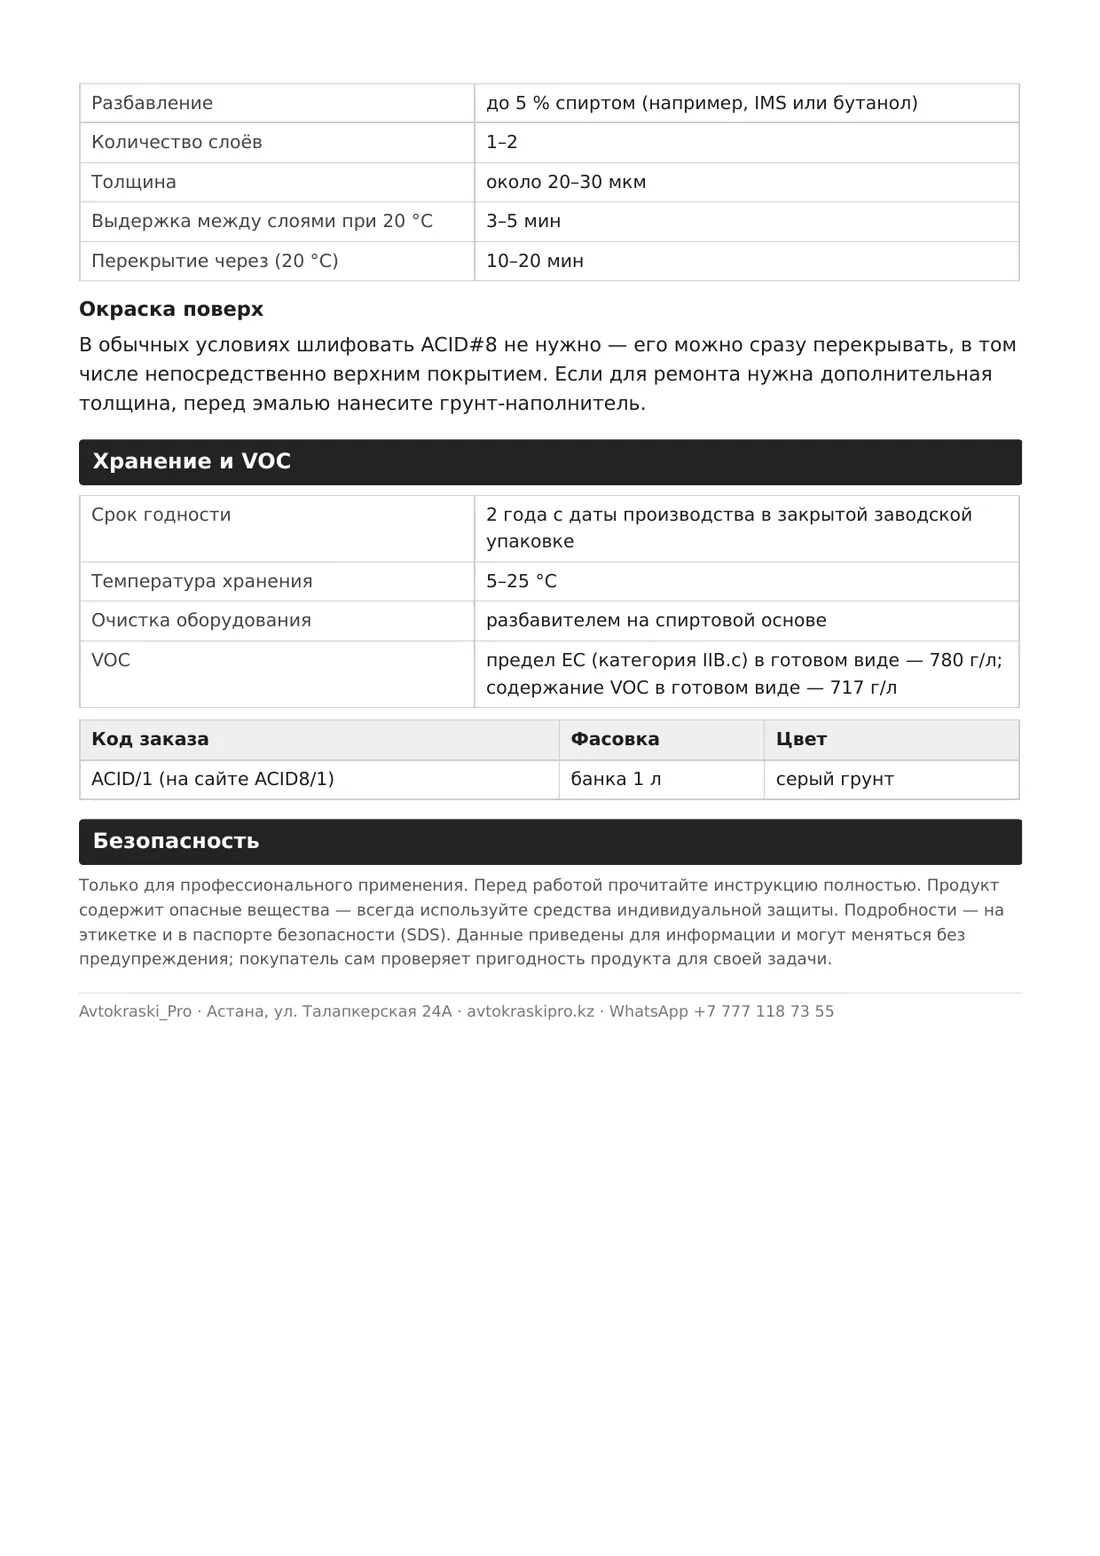 Разбавление до 5 % спиртом (например, IMS или бутанол)
Количество слоёв 1–2
Толщина около 20–30 мкм
Выдержка между слоями при 20 °C 3–5 мин
Перекрытие через (20 °C) 10–20 мин
Окраска поверх
В обычных условиях шлифовать ACID#8 не нужно — его можно сразу перекрывать, в том
числе непосредственно верхним покрытием. Если для ремонта нужна дополнительная
толщина, перед эмалью нанесите грунт-наполнитель.
Хранение и VOC
Срок годности 2 года с даты производства в закрытой заводской
упаковке
Температура хранения 5–25 °C
Очистка оборудования разбавителем на спиртовой основе
VOC предел ЕС (категория IIB.c) в готовом виде — 780 г/л;
содержание VOC в готовом виде — 717 г/л
Код заказа Фасовка Цвет
ACID/1 (на сайте ACID8/1) банка 1 л серый грунт
Безопасность
Только для профессионального применения. Перед работой прочитайте инструкцию полностью. Продукт
содержит опасные вещества — всегда используйте средства индивидуальной защиты. Подробности — на
этикетке и в паспорте безопасности (SDS). Данные приведены для информации и могут меняться без
предупреждения; покупатель сам проверяет пригодность продукта для своей задачи.
Avtokraski_Pro · Астана, ул. Талапкерская 24А · avtokraskipro.kz · WhatsApp +7 777 118 73 55